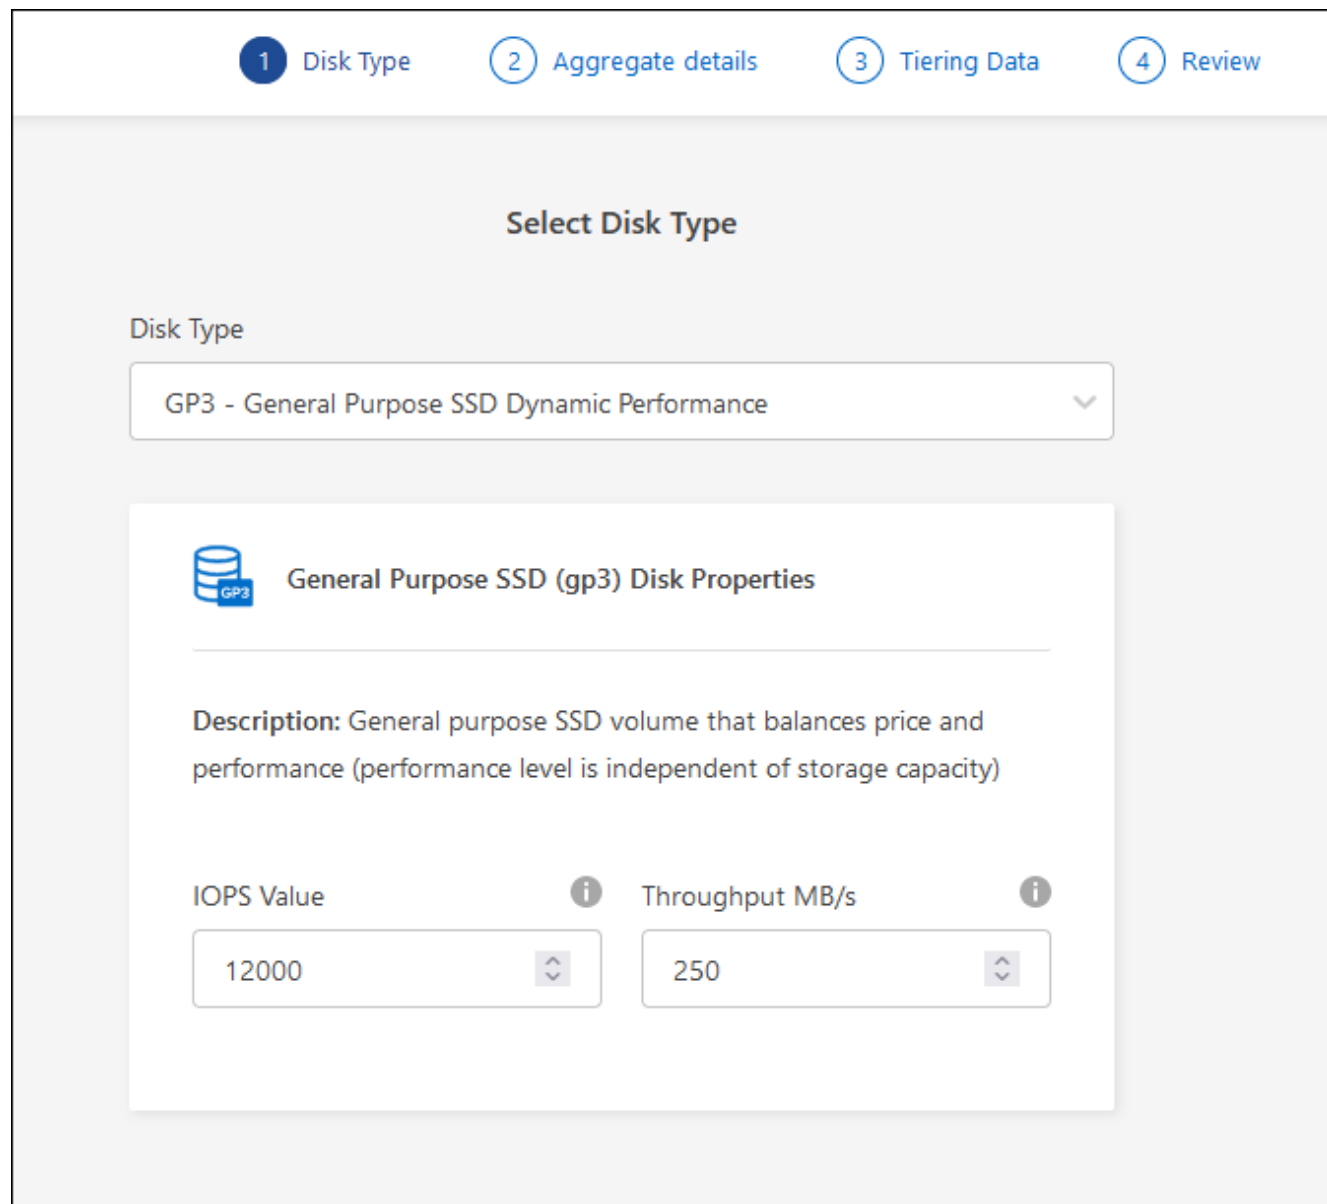 1 Disk Type 2 Aggregate details 3 Tiering Data 4 Review
Select Disk Type
Disk Type
GP3 - General Purpose SSD Dynamic Performance
GP3
General Purpose SSD (gp3) Disk Properties
Description: General purpose SSD volume that balances price and
performance (performance level is independent of storage capacity)
IOPS Value i Throughput MB/s i
12000 250